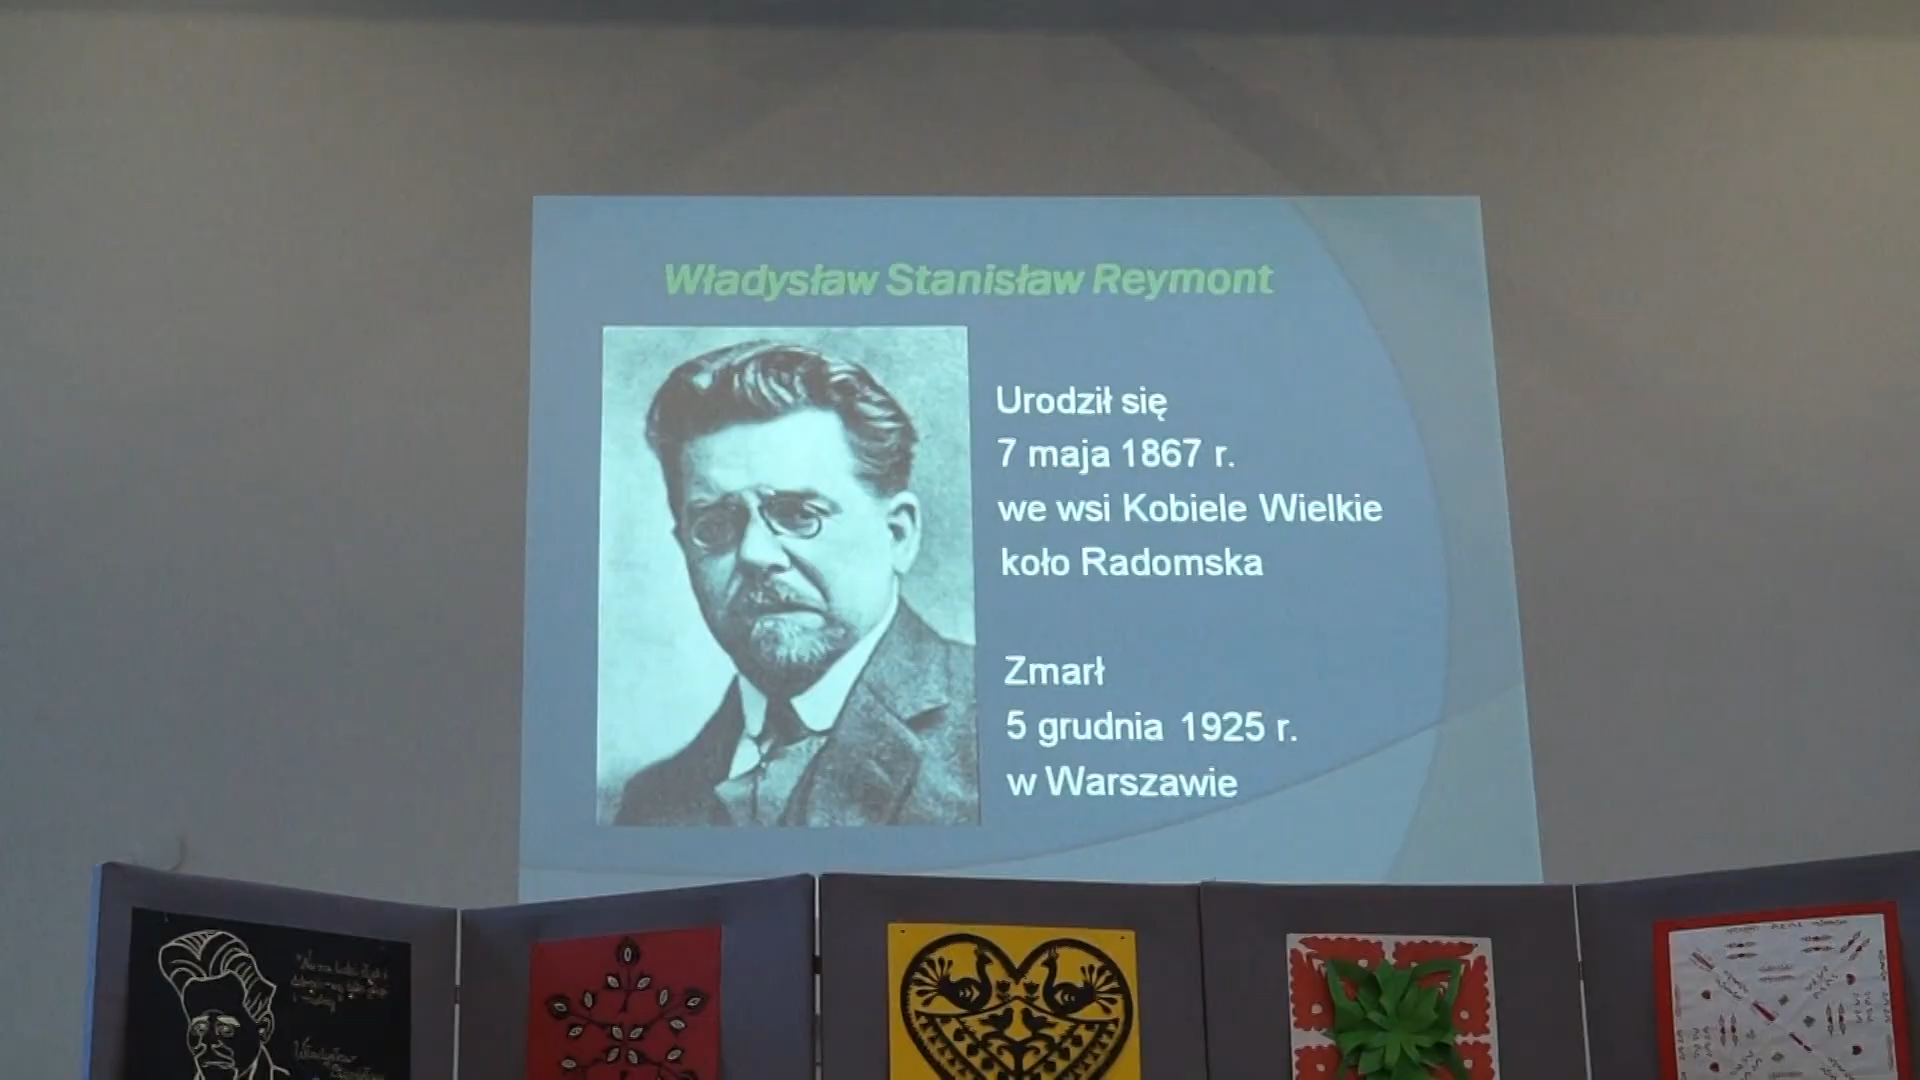 Władysław Stanisław Reymont
Urodził się
7 maja 1867 r.
we wsi Kobiele Wielkie
koło Radomska
Zmarł
5 grudnia 1925 r.
w Warszawie
Władysław